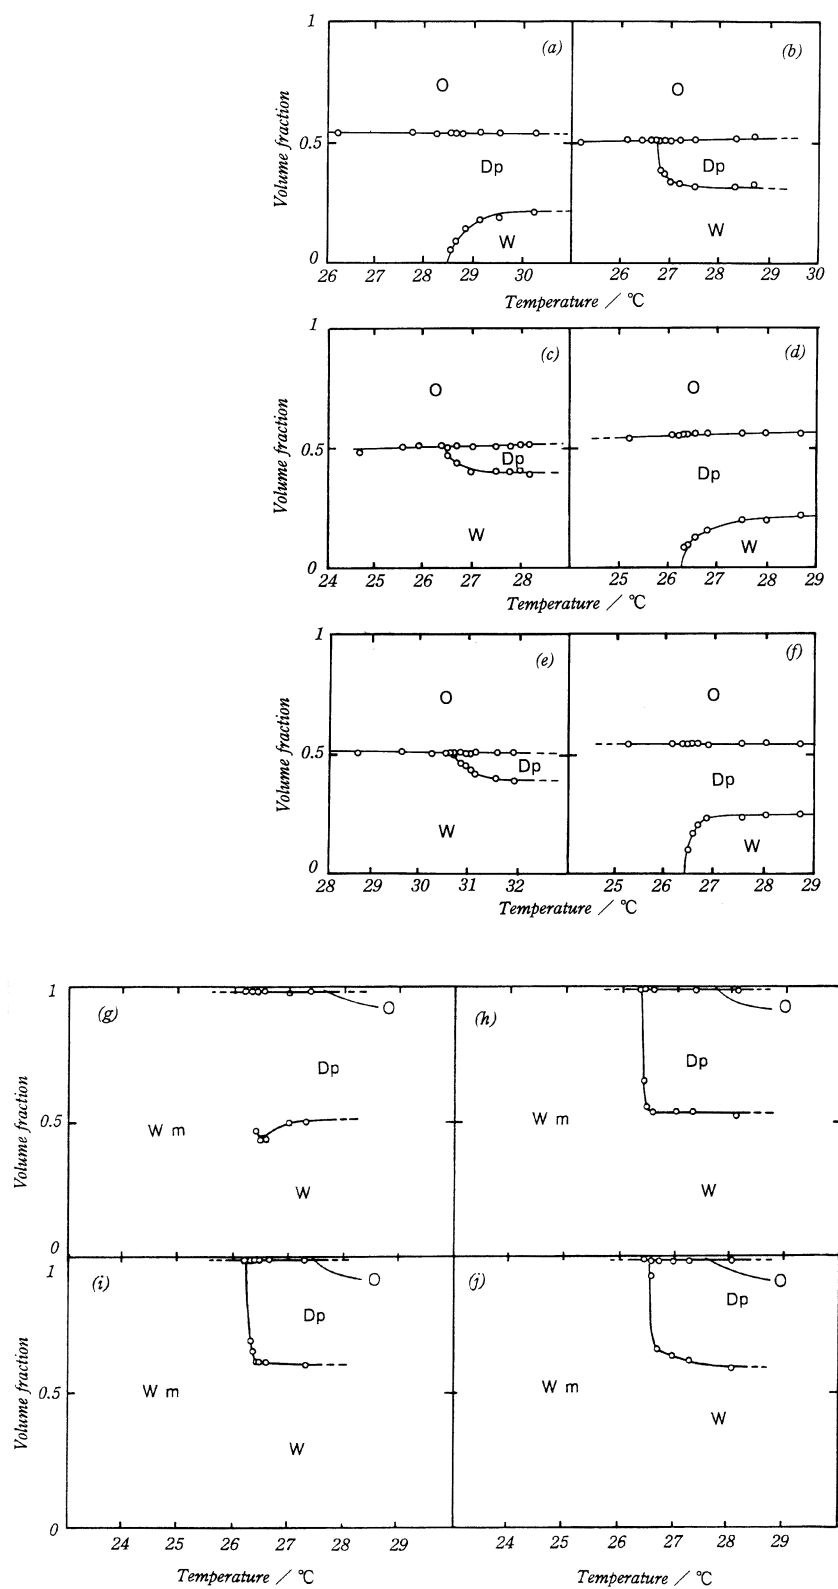 1
(a) (b)
O O
Volume fraction
0.5
Dp Dp
W W
0
26 27 28 29 30 26 27 28 29 30
Temperature / °C
1
(c) (d)
O O
Volume fraction
0.5
Dp Dp
W W
0
24 25 26 27 28 25 26 27 28 29
Temperature / °C
1
(e) (f)
O O
Volume fraction
0.5
Dp Dp
W W
0
28 29 30 31 32 25 26 27 28 29
Temperature / °C
1
(g) O (h) O
Volume fraction
Dp Dp
0.5
W m W m
W W
0
1
(i) O (j) O
Dp Dp
Volume fraction
0.5
W m W m
W W
0
24 25 26 27 28 29 24 25 26 27 28 29
Temperature / °C Temperature / °C